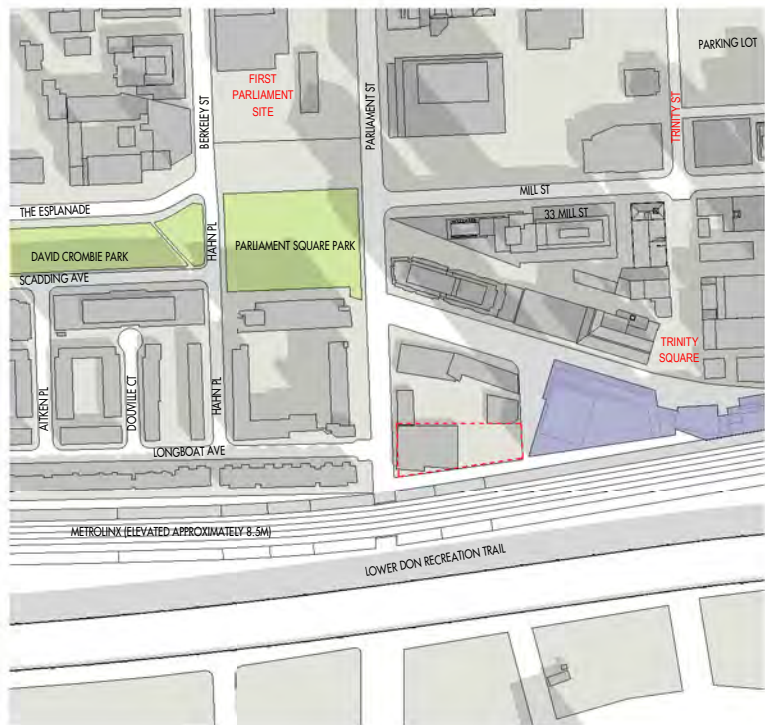 PARKING LOT
FIRST
PARLIAMENT
SITE
BERKELEY ST
PARLIAMENT ST
TRINITY ST
MILL ST
THE ESPLANADE
33 MILL ST
HAHN PL
PARLIAMENT SQUARE PARK
DAVID CROMBIE PARK
SCADDING AVE
TRINITY
SQUARE
AITKEN PL
DOUVILLE CT
HAHN PL
LONGBOAT AVE
METROLINX (ELEVATED APPROXIMATELY 8.5M)
LOWER DON RECREATION TRAIL